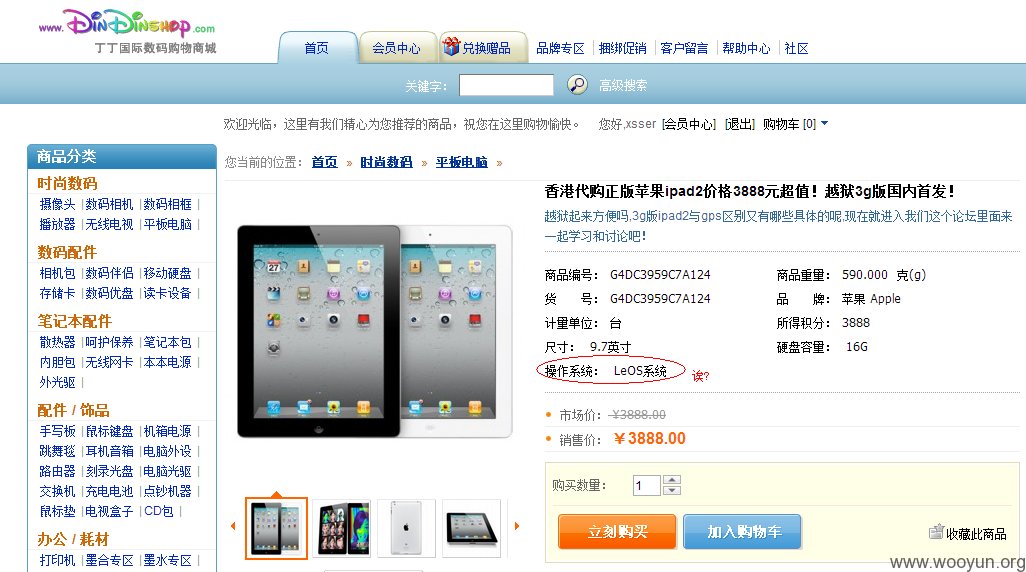 www.DinDinshop.com
丁丁国际数码购物商城
首页 会员中心 兑换赠品 品牌专区 | 捆绑促销 | 客户留言 | 帮助中心 | 社区
关键字: 高级搜索
欢迎光临，这里有我们精心为您推荐的商品，祝您在这里购物愉快。 您好,xsser [会员中心] [退出] 购物车 [0]
商品分类
您当前的位置: 首页 » 时尚数码 » 平板电脑 »
时尚数码
摄像头 | 数码相机 | 数码相框 |
播放器 | 无线电视 | 平板电脑 |
数码配件
相机包 | 数码伴侣 | 移动硬盘 |
存储卡 | 数码优盘 | 读卡设备 |
笔记本配件
散热器 | 呵护保养 | 笔记本包 |
内胆包 | 无线网卡 | 本本电源 |
外光驱 |
配件 / 饰品
手写板 | 鼠标键盘 | 机箱电源 |
跳舞毯 | 耳机音箱 | 电脑外设 |
路由器 | 刻录光盘 | 电脑光驱 |
交换机 | 充电电池 | 点钞机器 |
鼠标垫 | 电视盒子 | CD包 |
办公 / 耗材
打印机 | 墨合专区 | 墨水专区 |
香港代购正版苹果ipad2价格3888元超值！越狱3g版国内首发！
越狱起来方便吗,3g版ipad2与gps区别又有哪些具体的呢,现在就进入我们这个论坛里面来
一起学习和讨论吧!
商品编号： G4DC3959C7A124 商品重量： 590.000 克(g)
货 号： G4DC3959C7A124 品 牌： 苹果 Apple
计量单位： 台 所得积分： 3888
尺寸： 9.7英寸 硬盘容量： 16G
操作系统： LeOS系统 诶?
市场价： ￥3888.00
销售价： ￥3888.00
购买数量： 1
立刻购买 加入购物车 收藏此商品
www.wooyun.org